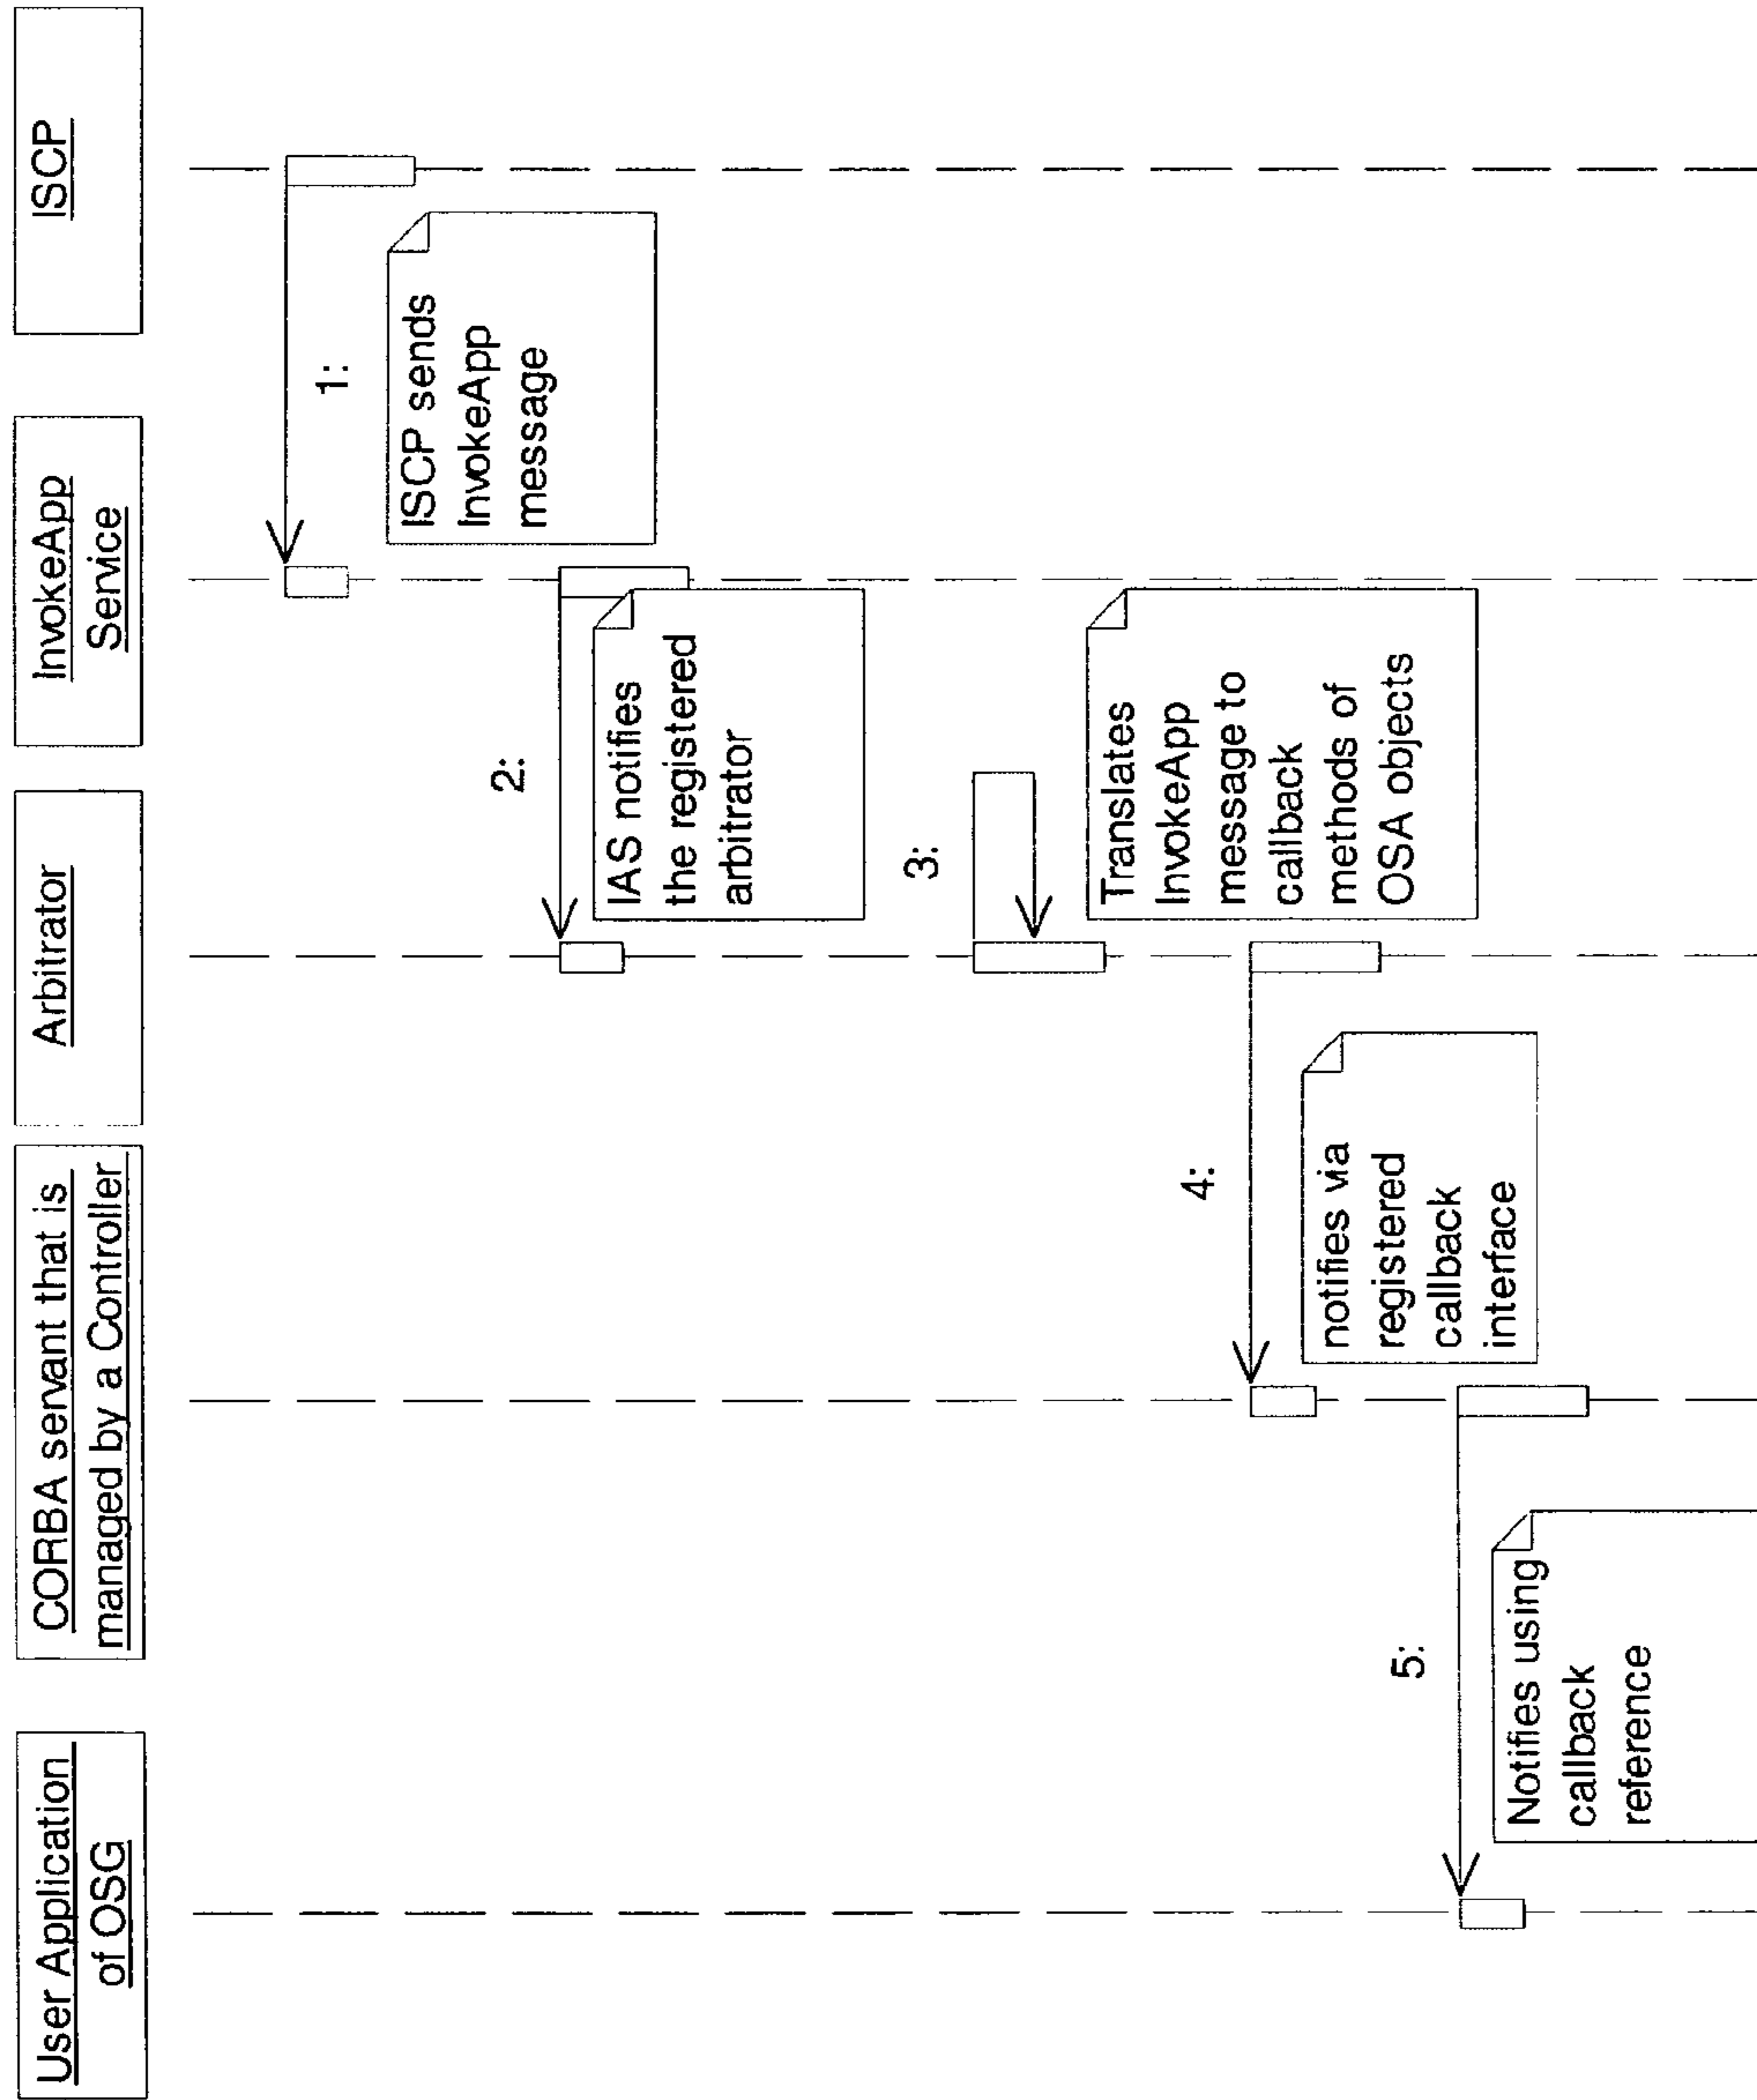 User Application
of OSG
CORBA servant that is
managed by a Controller
Arbitrator
InvokeApp
Service
ISCP
1:
ISCP sends
InvokeApp
message
2:
IAS notifies
the registered
arbitrator
3:
Translates
InvokeApp
message to
callback
methods of
OSA objects
4:
notifies via
registered
callback
interface
5:
Notifies using
callback
reference